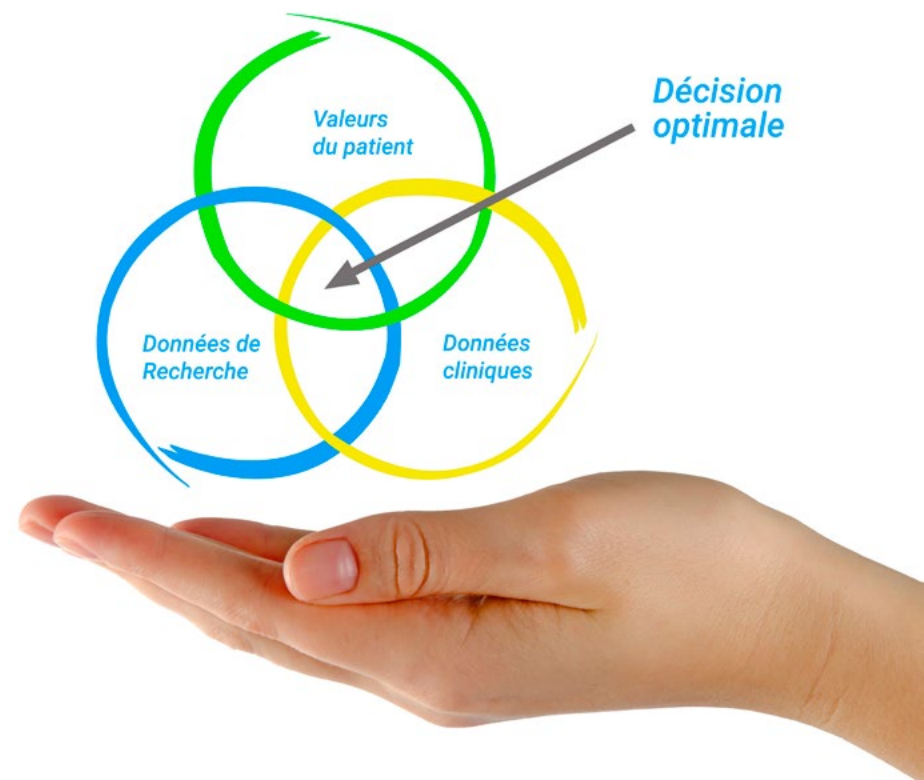 Décision
optimale
Valeurs
du patient
Données de
Recherche
Données
cliniques